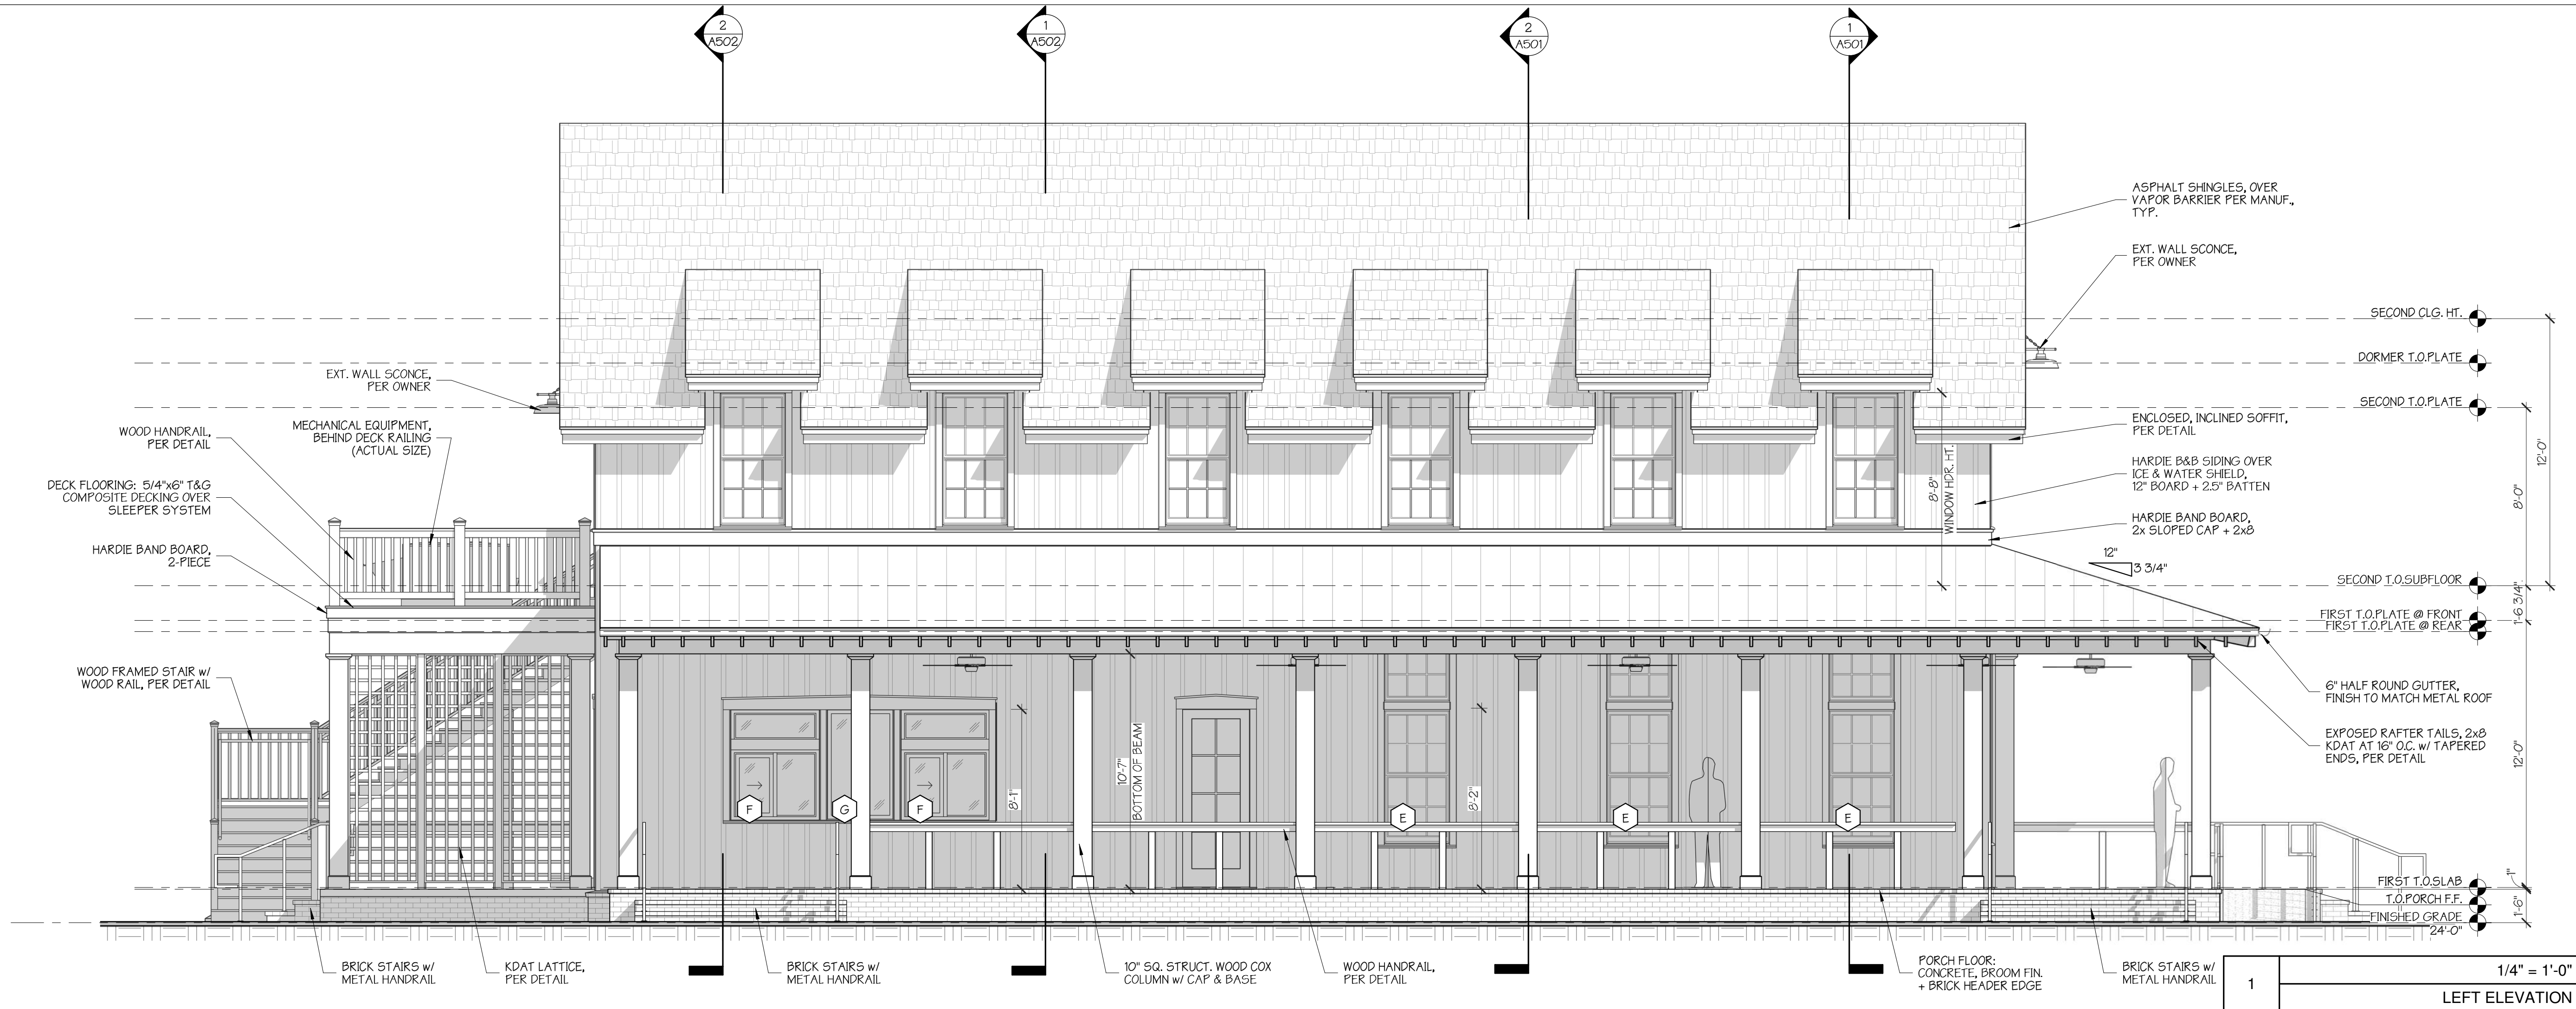 2
A502
1
A502
2
A501
1
A501
ASPHALT SHINGLES, OVER
VAPOR BARRIER PER MANUF.,
TYP.
EXT. WALL SCONCE,
PER OWNER
SECOND CLG. HT.
DORMER T.O.PLATE
SECOND T.O.PLATE
ENCLOSED, INCLINED SOFFIT,
PER DETAIL
HARDIE B&B SIDING OVER
ICE & WATER SHIELD,
12" BOARD + 2.5" BATTEN
HARDIE BAND BOARD,
2x SLOPED CAP + 2x8
12"
3 3/4"
SECOND T.O.SUBFLOOR
FIRST T.O.PLATE @ FRONT
FIRST T.O.PLATE @ REAR
12'-0"
8'-0"
1'-6 3/4"
12'-0"
1"
1'-6"
6" HALF ROUND GUTTER,
FINISH TO MATCH METAL ROOF
EXPOSED RAFTER TAILS, 2x8
KDAT AT 16" O.C. w/ TAPERED
ENDS, PER DETAIL
FIRST T.O.SLAB
T.O.PORCH F.F.
FINISHED GRADE
24'-0"
EXT. WALL SCONCE,
PER OWNER
WOOD HANDRAIL,
PER DETAIL
MECHANICAL EQUIPMENT,
BEHIND DECK RAILING
(ACTUAL SIZE)
DECK FLOORING: 5/4"x6" T&G
COMPOSITE DECKING OVER
SLEEPER SYSTEM
HARDIE BAND BOARD,
2-PIECE
WOOD FRAMED STAIR w/
WOOD RAIL, PER DETAIL
8'-8"
WINDOW HDR. HT.
8'-1"
10'-7"
BOTTOM OF BEAM
8'-2"
F
G
F
E
E
E
BRICK STAIRS w/
METAL HANDRAIL
KDAT LATTICE,
PER DETAIL
BRICK STAIRS w/
METAL HANDRAIL
10" SQ. STRUCT. WOOD COX
COLUMN w/ CAP & BASE
WOOD HANDRAIL,
PER DETAIL
PORCH FLOOR:
CONCRETE, BROOM FIN.
+ BRICK HEADER EDGE
BRICK STAIRS w/
METAL HANDRAIL
1
1/4" = 1'-0"
LEFT ELEVATION